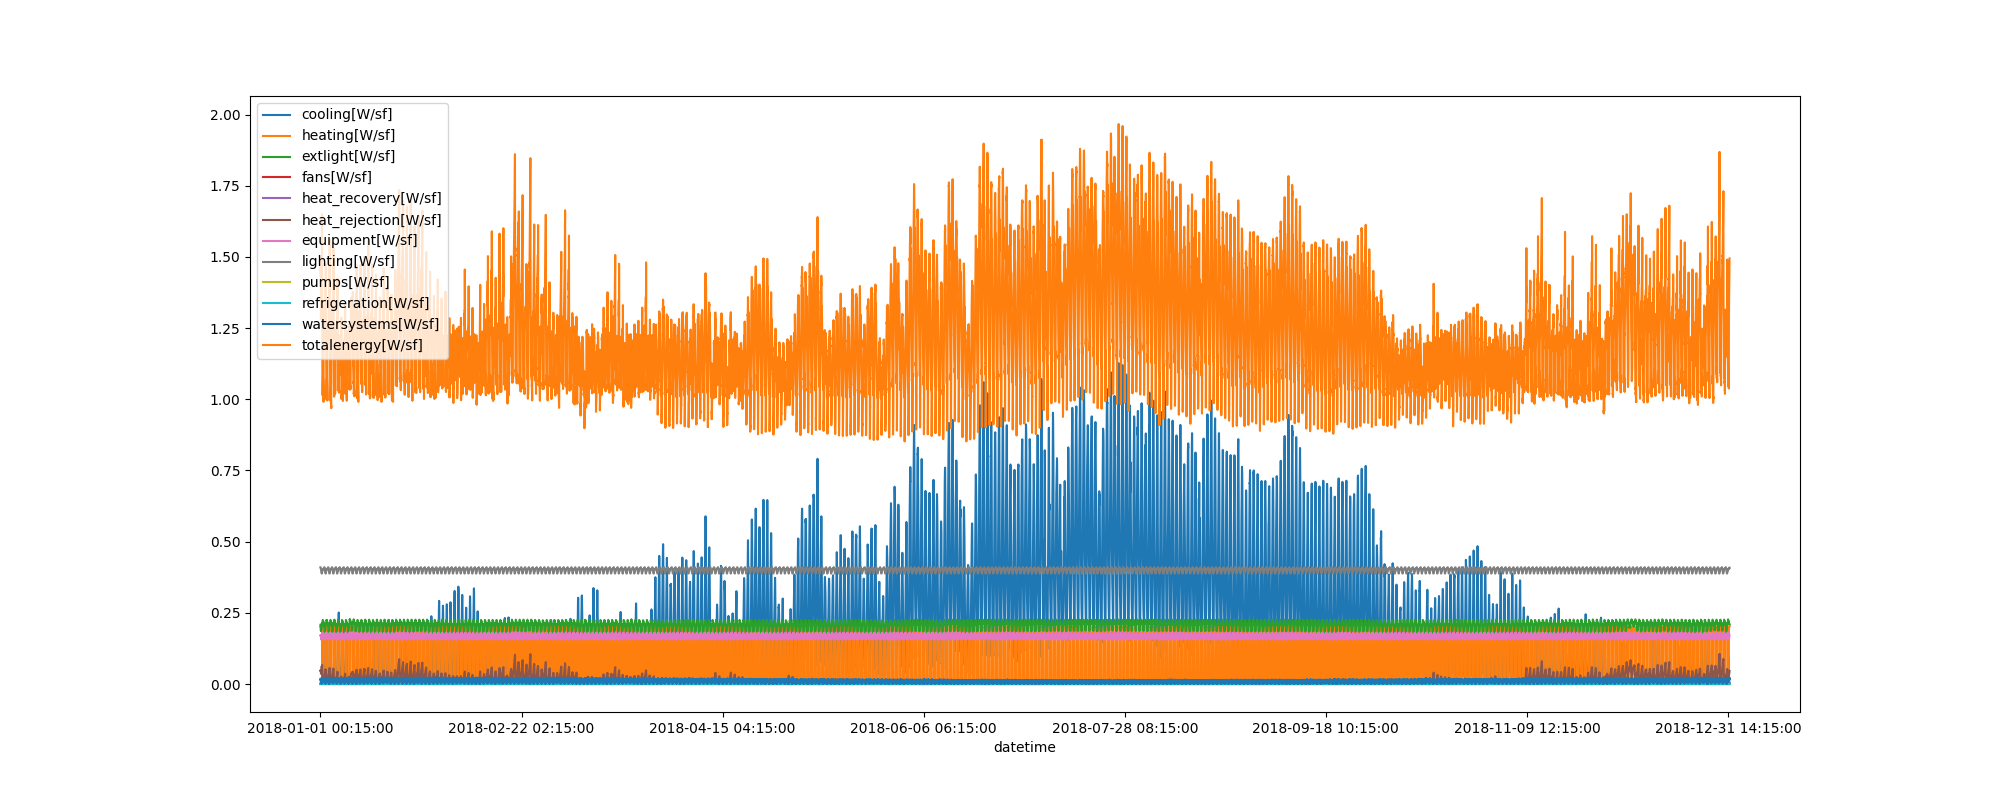 2.00
1.75
1.50
1.25
1.00
0.75
0.50
0.25
0.00
cooling[W/sf]
heating[W/sf]
extlight[W/sf]
fans[W/sf]
heat_recovery[W/sf]
heat_rejection[W/sf]
equipment[W/sf]
lighting[W/sf]
pumps[W/sf]
refrigeration[W/sf]
watersystems[W/sf]
totalenergy[W/sf]
2018-01-01 00:15:00 2018-02-22 02:15:00 2018-04-15 04:15:00 2018-06-06 06:15:00 2018-07-28 08:15:00 2018-09-18 10:15:00 2018-11-09 12:15:00 2018-12-31 14:15:00
datetime